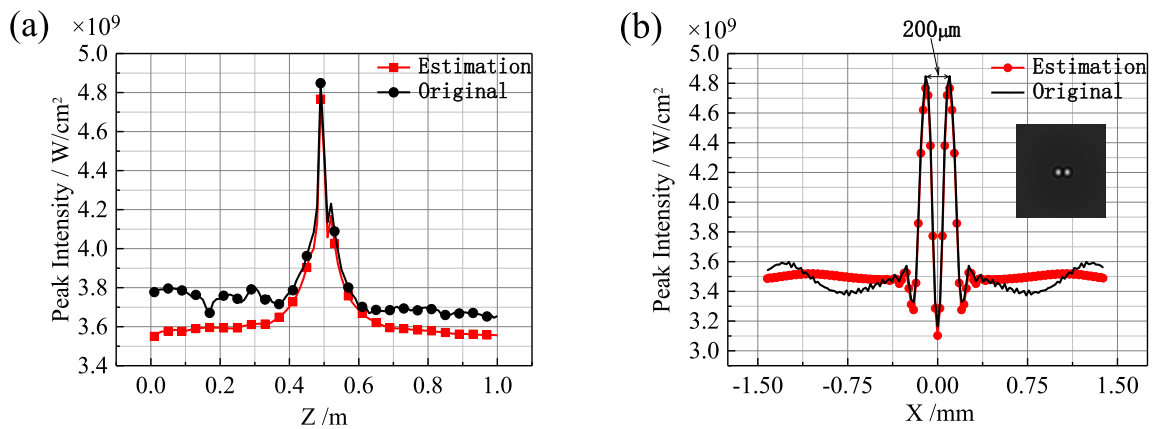 (a)
×10⁹
5.0
4.8
4.6
4.4
4.2
4.0
3.8
3.6
3.4
Peak Intensity / W/cm²
Estimation
Original
0.0 0.2 0.4 0.6 0.8 1.0
Z /m
(b)
×10⁹
200μm
5.0
4.8
4.6
4.4
4.2
4.0
3.8
3.6
3.4
3.2
3.0
Peak Intensity / W/cm²
Estimation
Original
-1.50 -0.75 0.00 0.75 1.50
X /mm